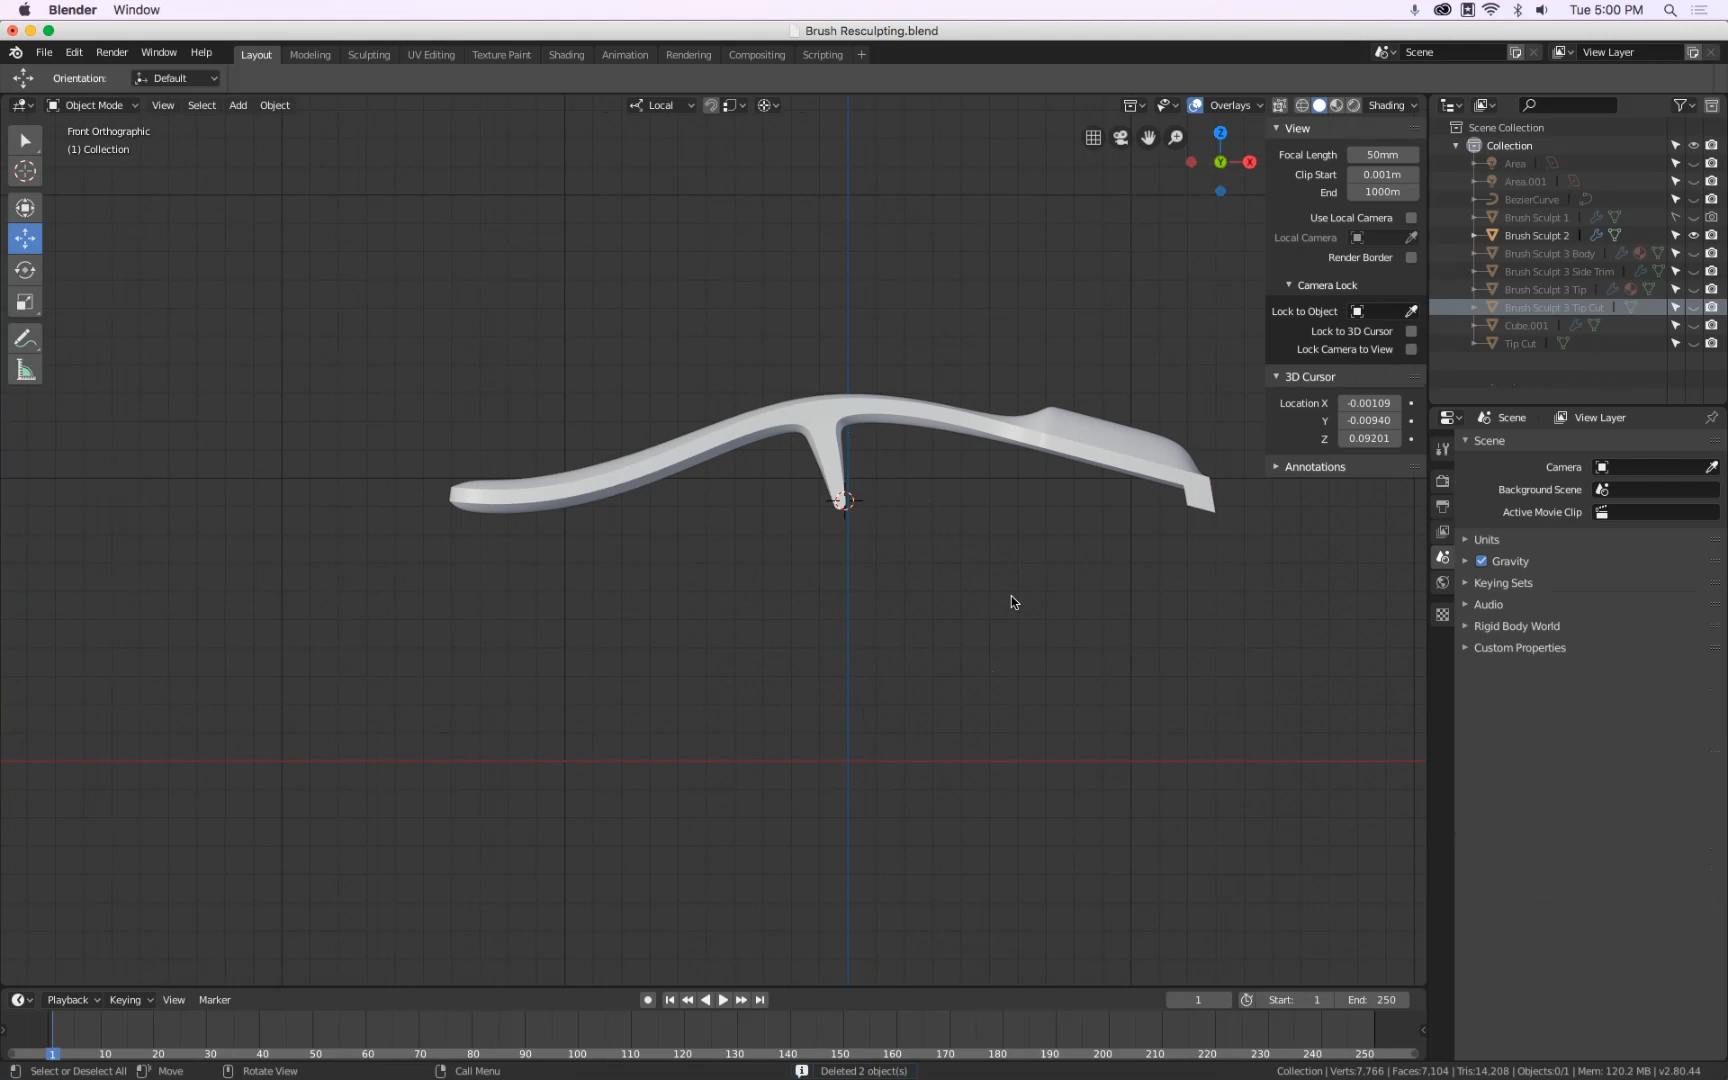 Blender Window Tue 5:00 PM
Brush Resculpting.blend
File Edit Render Window Help Layout Modeling Sculpting UV Editing Texture Paint Shading Animation Rendering Compositing Scripting + Scene View Layer
Orientation: Default
Object Mode View Select Add Object Local Overlays Shading
Front Orthographic
(1) Collection
Z
Y
X
View
Focal Length 50mm
Clip Start 0.001m
End 1000m
Use Local Camera
Local Camera
Render Border
Camera Lock
Lock to Object
Lock to 3D Cursor
Lock Camera to View
3D Cursor
Location X -0.00109
Y -0.00940
Z 0.09201
Annotations
Scene Collection
Collection
Area
Area.001
BezierCurve
Brush Sculpt 1
Brush Sculpt 2
Brush Sculpt 3 Body
Brush Sculpt 3 Side Trim
Brush Sculpt 3 Tip
Brush Sculpt 3 Tip Cut
Cube.001
Tip Cut
Scene View Layer
Scene
Camera
Background Scene
Active Movie Clip
Units
Gravity
Keying Sets
Audio
Rigid Body World
Custom Properties
Playback Keying View Marker 1 Start: 1 End: 250
1 10 20 30 40 50 60 70 80 90 100 110 120 130 140 150 160 170 180 190 200 210 220 230 240 250
Select or Deselect All Move Rotate View Call Menu Deleted 2 object(s) Collection | Verts:7,766 | Faces:7,104 | Tris:14,208 | Objects:0/1 | Mem: 120.2 MB | v2.80.44